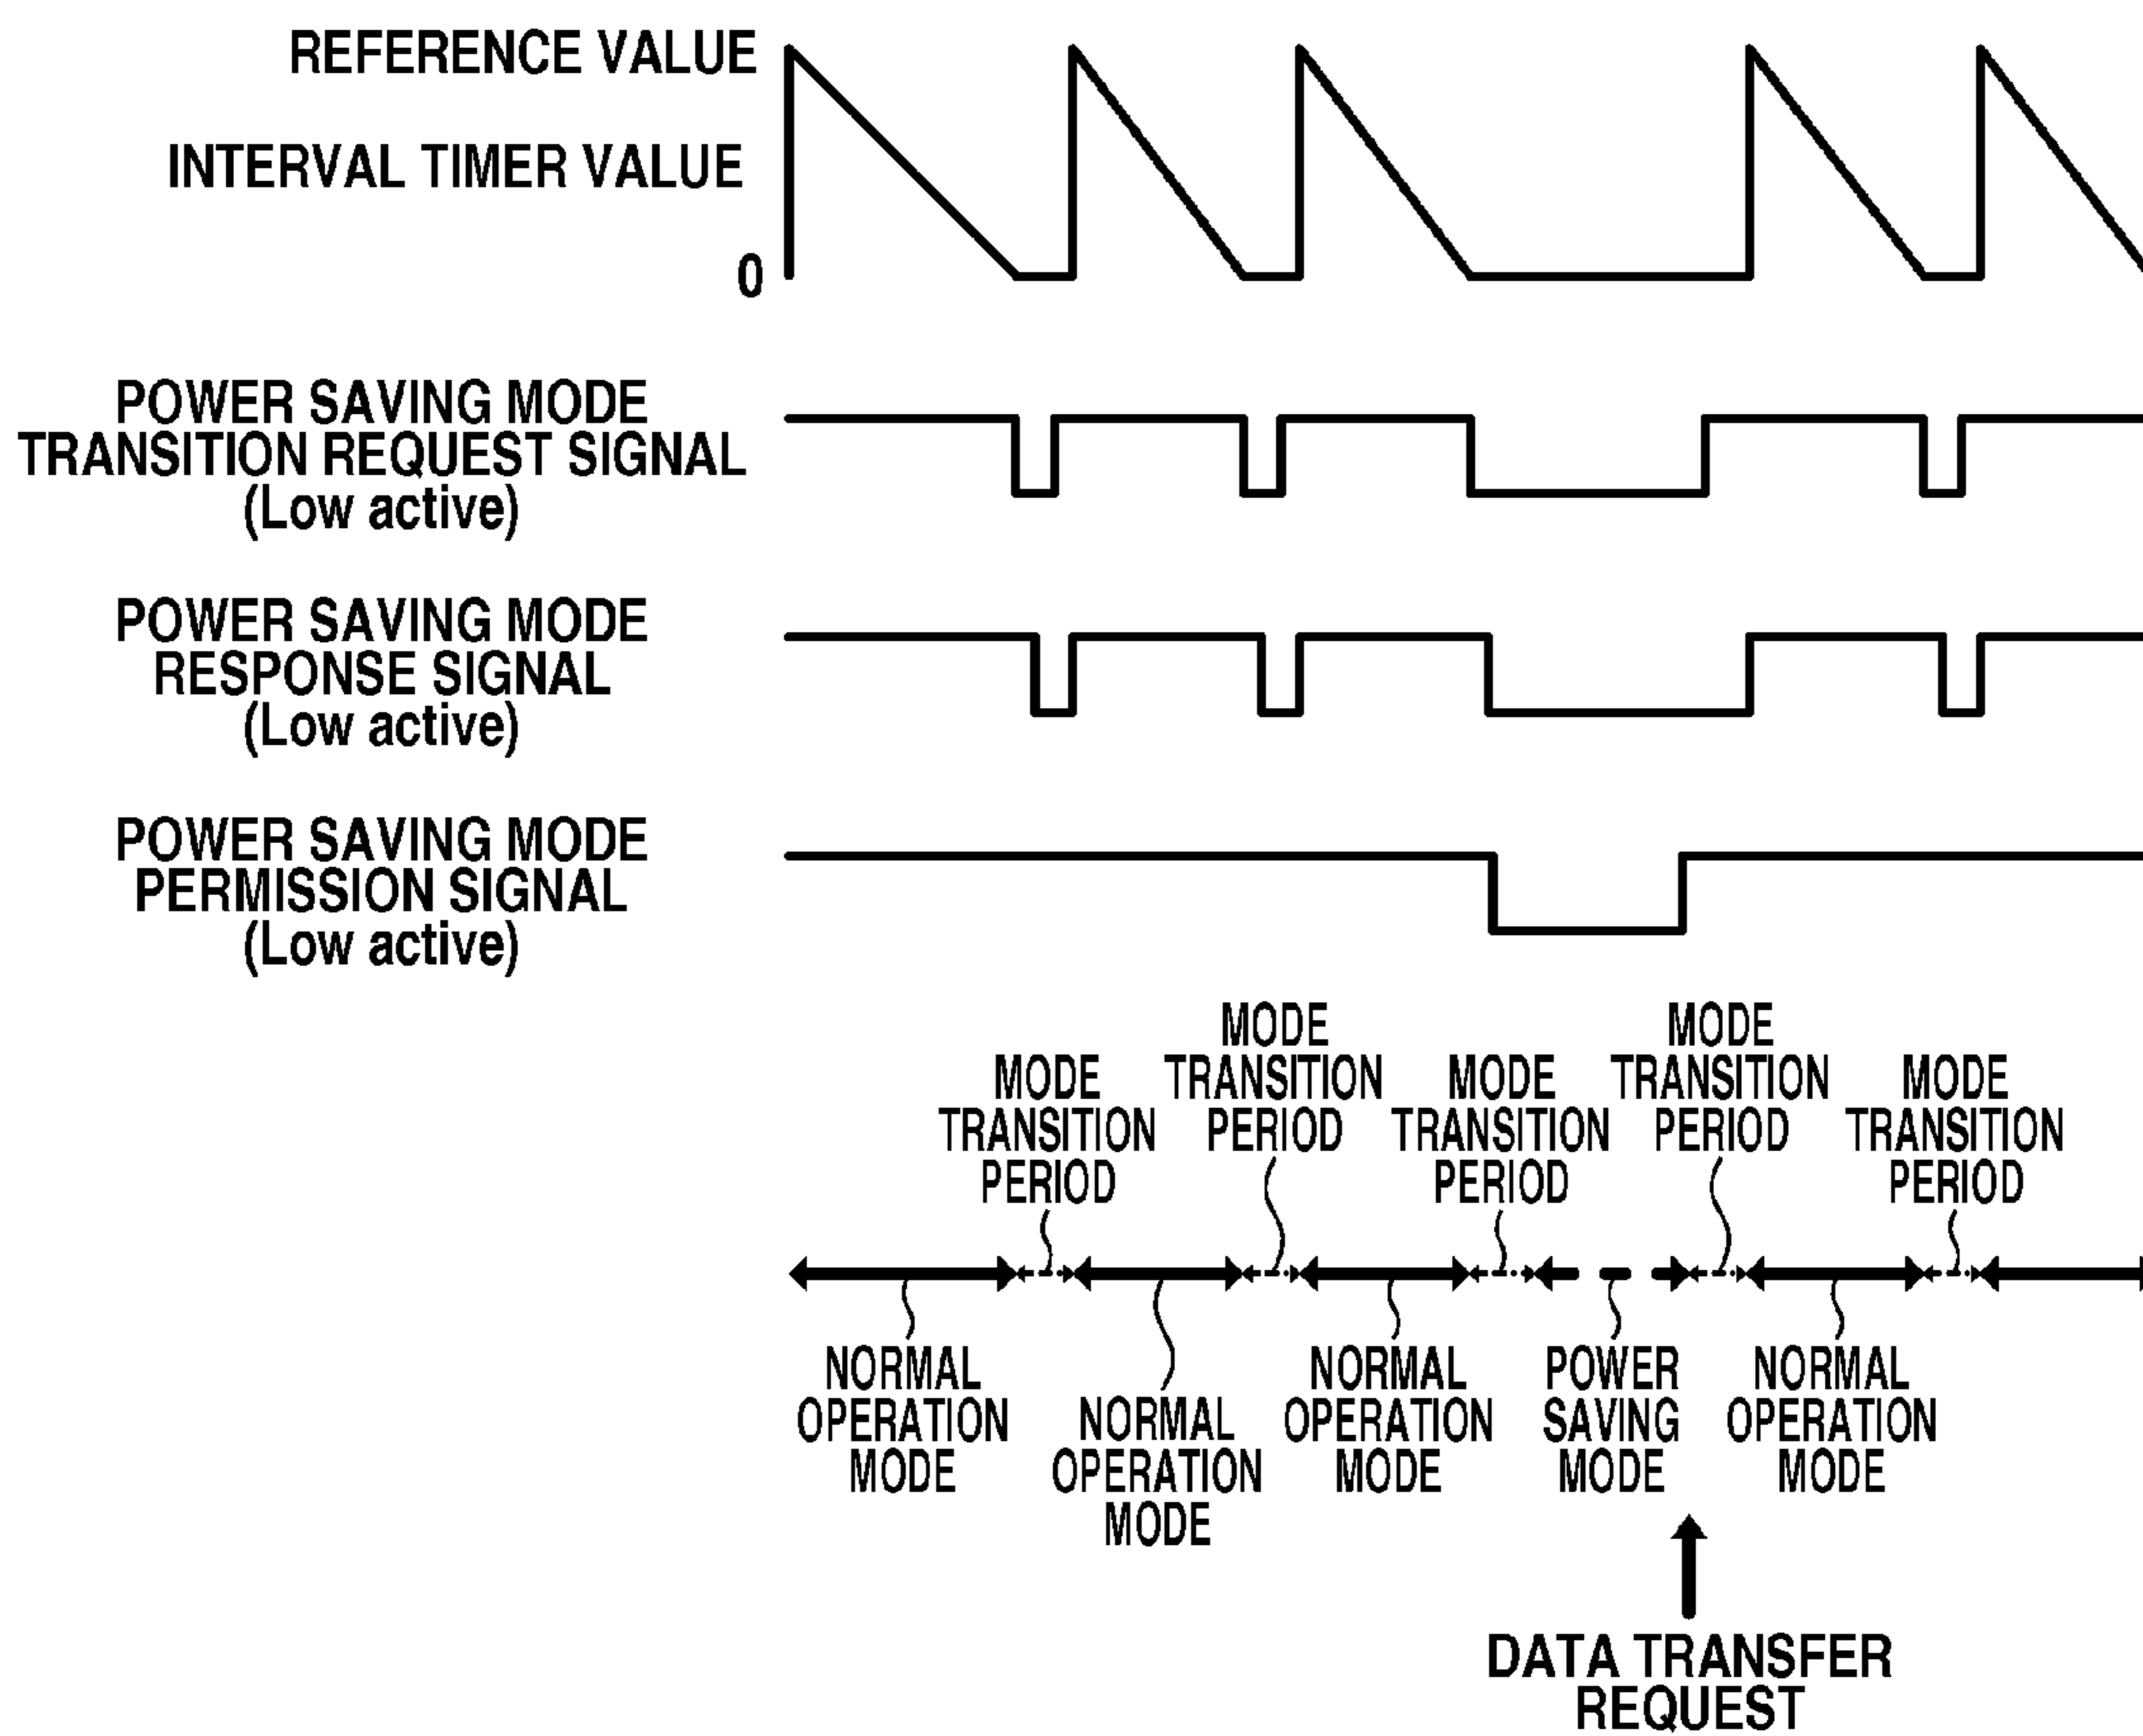 REFERENCE VALUE
INTERVAL TIMER VALUE
0
POWER SAVING MODE
TRANSITION REQUEST SIGNAL
(Low active)
POWER SAVING MODE
RESPONSE SIGNAL
(Low active)
POWER SAVING MODE
PERMISSION SIGNAL
(Low active)
MODE
TRANSITION
PERIOD
MODE
TRANSITION
PERIOD
MODE
TRANSITION
PERIOD
MODE
TRANSITION
PERIOD
MODE
TRANSITION
PERIOD
NORMAL
OPERATION
MODE
NORMAL
OPERATION
MODE
NORMAL
OPERATION
MODE
POWER
SAVING
MODE
NORMAL
OPERATION
MODE
DATA TRANSFER
REQUEST